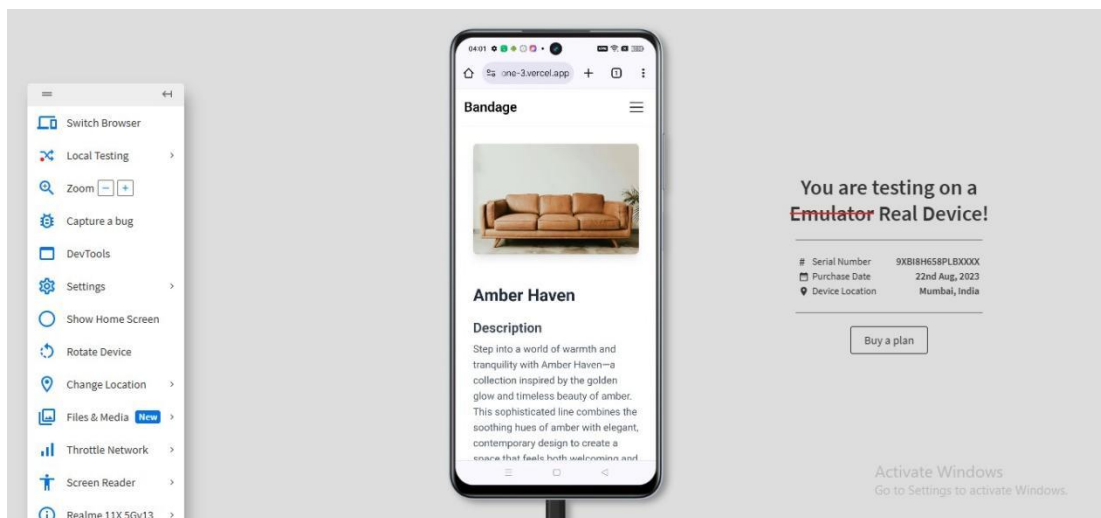 Switch Browser
Local Testing
Zoom
Capture a bug
DevTools
Settings
Show Home Screen
Rotate Device
Change Location
Files & Media New
Throttle Network
Screen Reader
Realme 11X 5Gv13
04:01
one-3.vercel.app
1
Bandage
Amber Haven
Description
Step into a world of warmth and
tranquility with Amber Haven—a
collection inspired by the golden
glow and timeless beauty of amber.
This sophisticated line combines the
soothing hues of amber with elegant,
contemporary design to create a
space that feels both welcoming and
You are testing on a
Emulator Real Device!
# Serial Number 9XBI8H658PLBXXXX
Purchase Date 22nd Aug, 2023
Device Location Mumbai, India
Buy a plan
Activate Windows
Go to Settings to activate Windows.